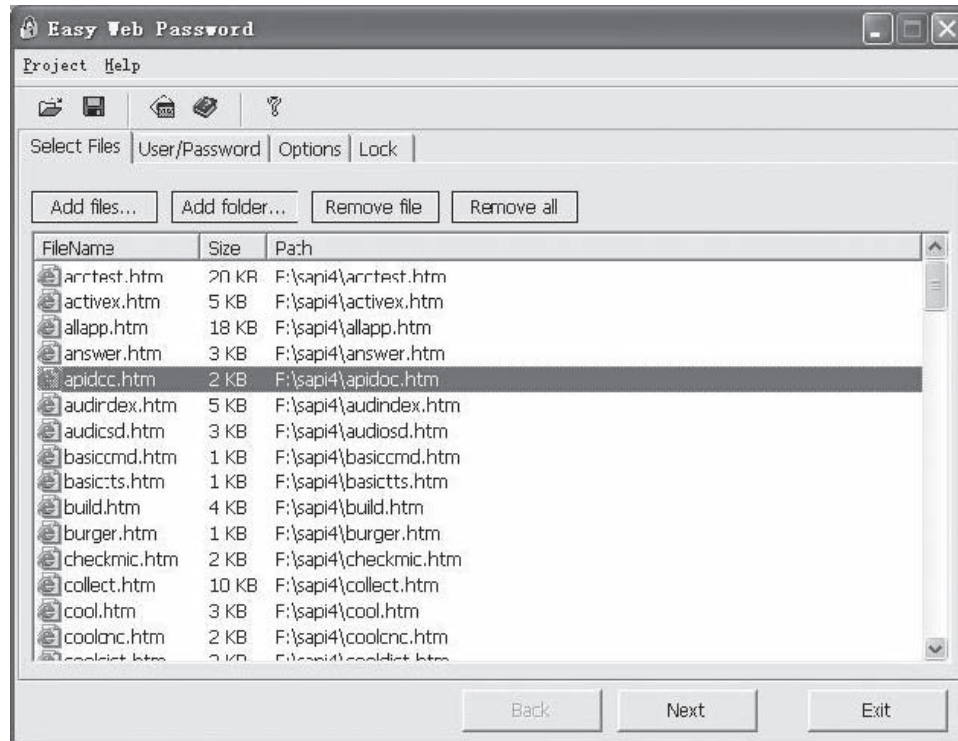 Easy Web Password
Project Help
Select Files User/Password Options Lock
Add files... Add folder... Remove file Remove all
FileName Size Path
acctest.htm 20 KB F:\sapi4\acctest.htm
activex.htm 5 KB F:\sapi4\activex.htm
allapp.htm 18 KB F:\sapi4\allapp.htm
answer.htm 3 KB F:\sapi4\answer.htm
apidoc.htm 2 KB F:\sapi4\apidoc.htm
audindex.htm 5 KB F:\sapi4\audindex.htm
audiosd.htm 3 KB F:\sapi4\audiosd.htm
basiccmd.htm 1 KB F:\sapi4\basiccmd.htm
basictts.htm 1 KB F:\sapi4\basictts.htm
build.htm 4 KB F:\sapi4\build.htm
burger.htm 1 KB F:\sapi4\burger.htm
checkmic.htm 2 KB F:\sapi4\checkmic.htm
collect.htm 10 KB F:\sapi4\collect.htm
cool.htm 3 KB F:\sapi4\cool.htm
coolcnc.htm 2 KB F:\sapi4\coolcnc.htm
Back Next Exit